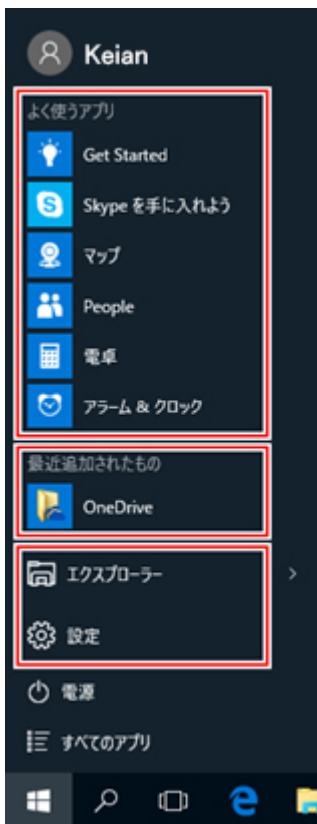 Keian
よく使うアプリ
Get Started
Skype を手に入れよう
マップ
People
電卓
アラーム & クロック
最近追加されたもの
OneDrive
エクスプローラー
設定
電源
すべてのアプリ